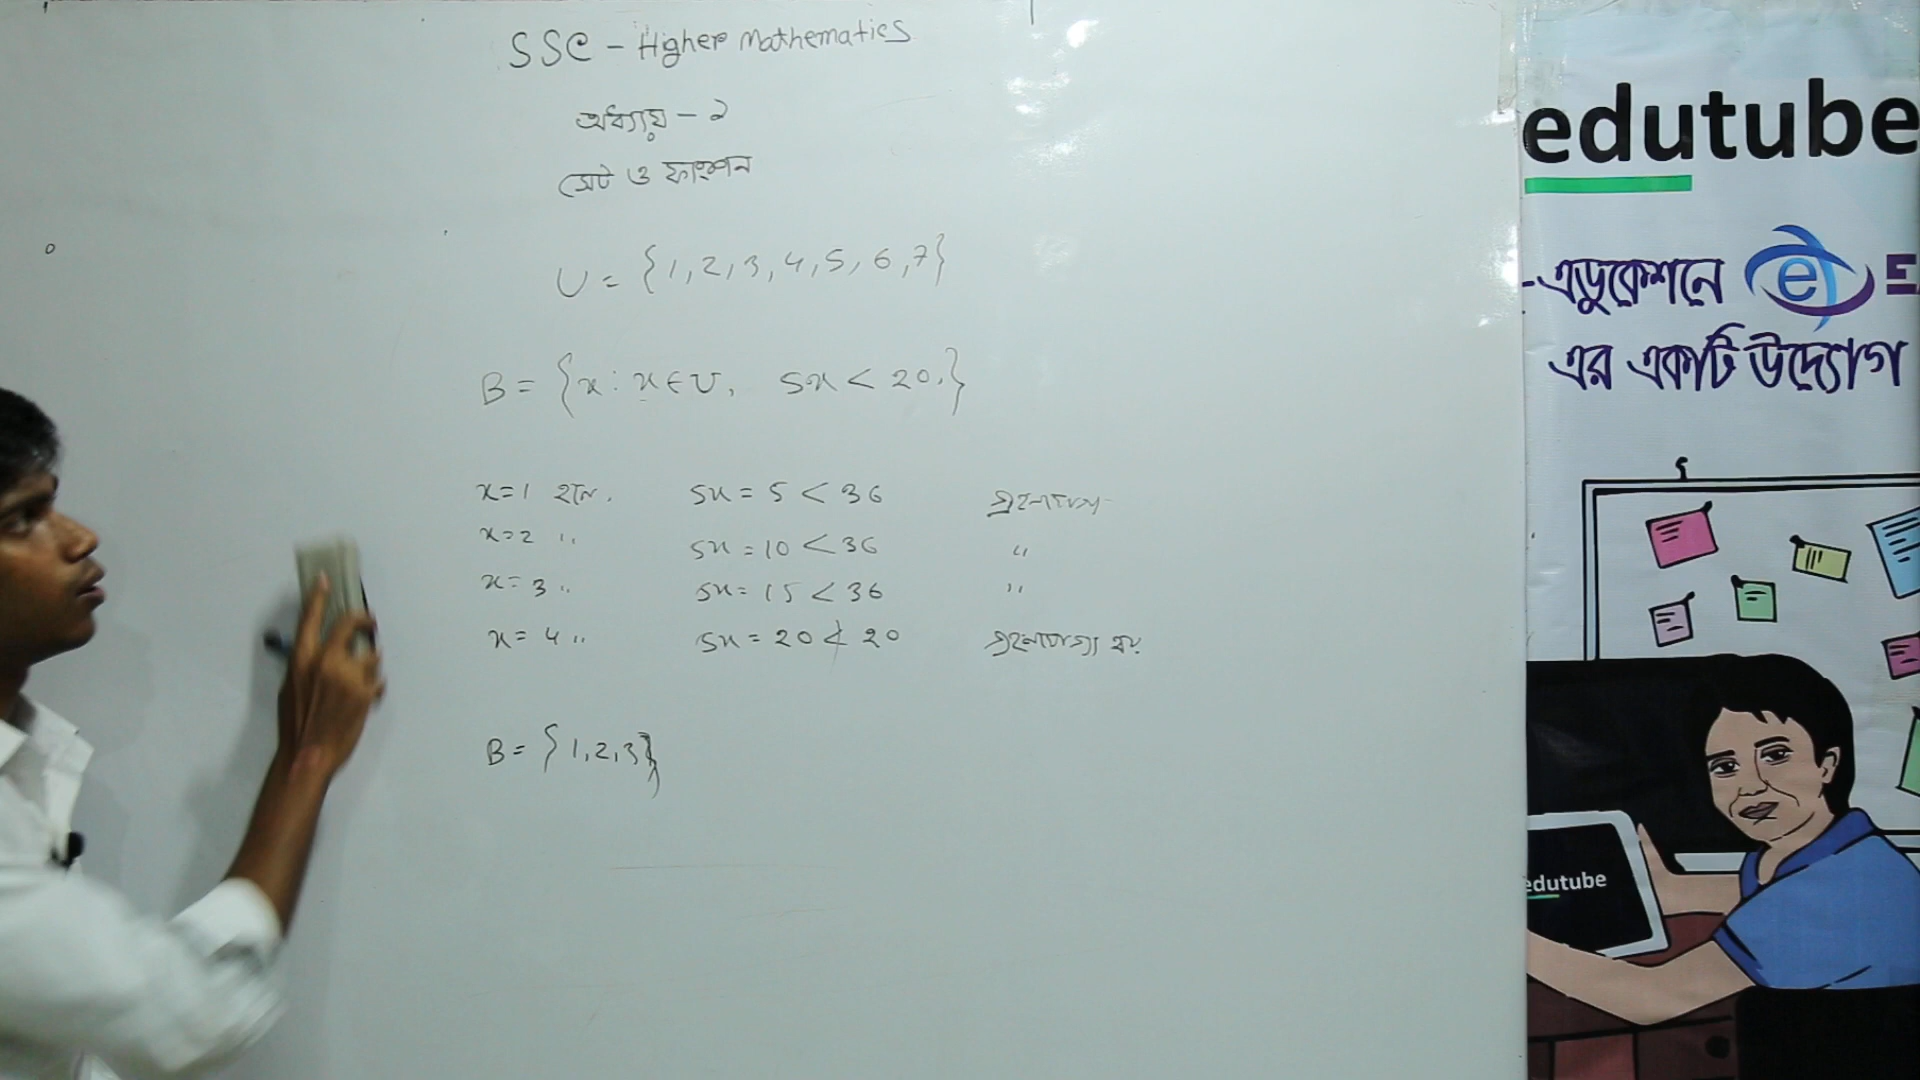 SSC - Higher Mathematics
অধ্যায় - ১
সেট ও ফাংশন
U = {1,2,3,4,5,6,7}
B = {x : x∈U, 5x < 20.}
x=1 হলে. 5x = 5 < 36 গ্রহণযোগ্য
x=2 " 5x = 10 < 36 "
x=3 " 5x = 15 < 36 "
x=4 " 5x = 20 ≮ 20 গ্রহণযোগ্য নয়
B = {1,2,3}
edutube
-এডুকেশনে e E
এর একটি উদ্যোগ
edutube